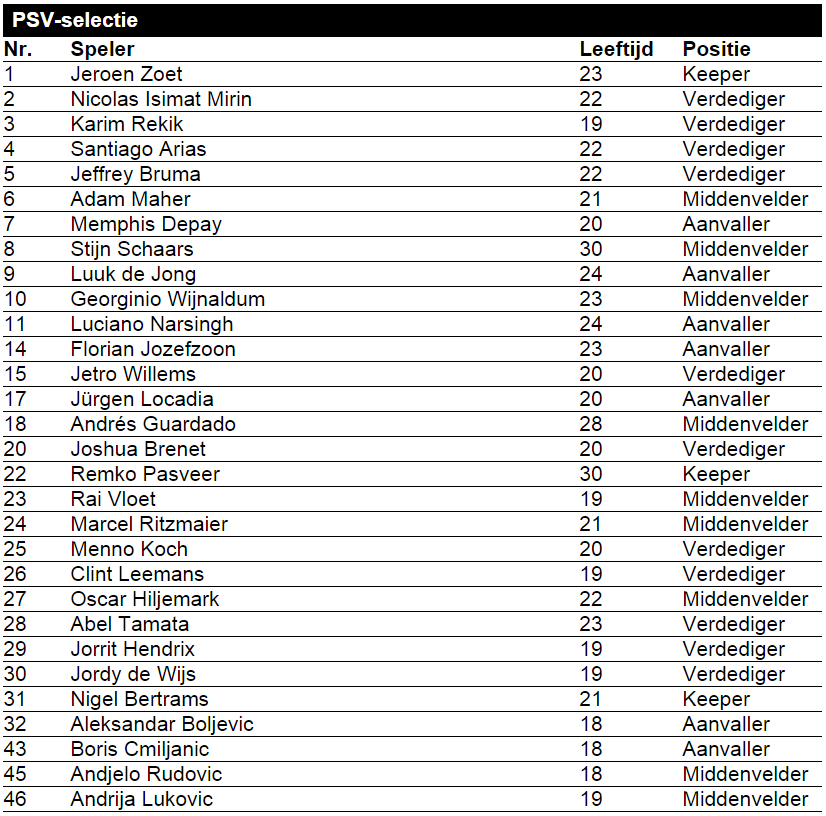 PSV-selectie
Nr. Speler Leeftijd Positie
1 Jeroen Zoet 23 Keeper
2 Nicolas Isimat Mirin 22 Verdediger
3 Karim Rekik 19 Verdediger
4 Santiago Arias 22 Verdediger
5 Jeffrey Bruma 22 Verdediger
6 Adam Maher 21 Middenvelder
7 Memphis Depay 20 Aanvaller
8 Stijn Schaars 30 Middenvelder
9 Luuk de Jong 24 Aanvaller
10 Georginio Wijnaldum 23 Middenvelder
11 Luciano Narsingh 24 Aanvaller
14 Florian Jozefzoon 23 Aanvaller
15 Jetro Willems 20 Verdediger
17 Jürgen Locadia 20 Aanvaller
18 Andrés Guardado 28 Middenvelder
20 Joshua Brenet 20 Verdediger
22 Remko Pasveer 30 Keeper
23 Rai Vloet 19 Middenvelder
24 Marcel Ritzmaier 21 Middenvelder
25 Menno Koch 20 Verdediger
26 Clint Leemans 19 Verdediger
27 Oscar Hiljemark 22 Middenvelder
28 Abel Tamata 23 Verdediger
29 Jorrit Hendrix 19 Verdediger
30 Jordy de Wijs 19 Verdediger
31 Nigel Bertrams 21 Keeper
32 Aleksandar Boljevic 18 Aanvaller
43 Boris Cmiljanic 18 Aanvaller
45 Andjelo Rudovic 18 Middenvelder
46 Andrija Lukovic 19 Middenvelder